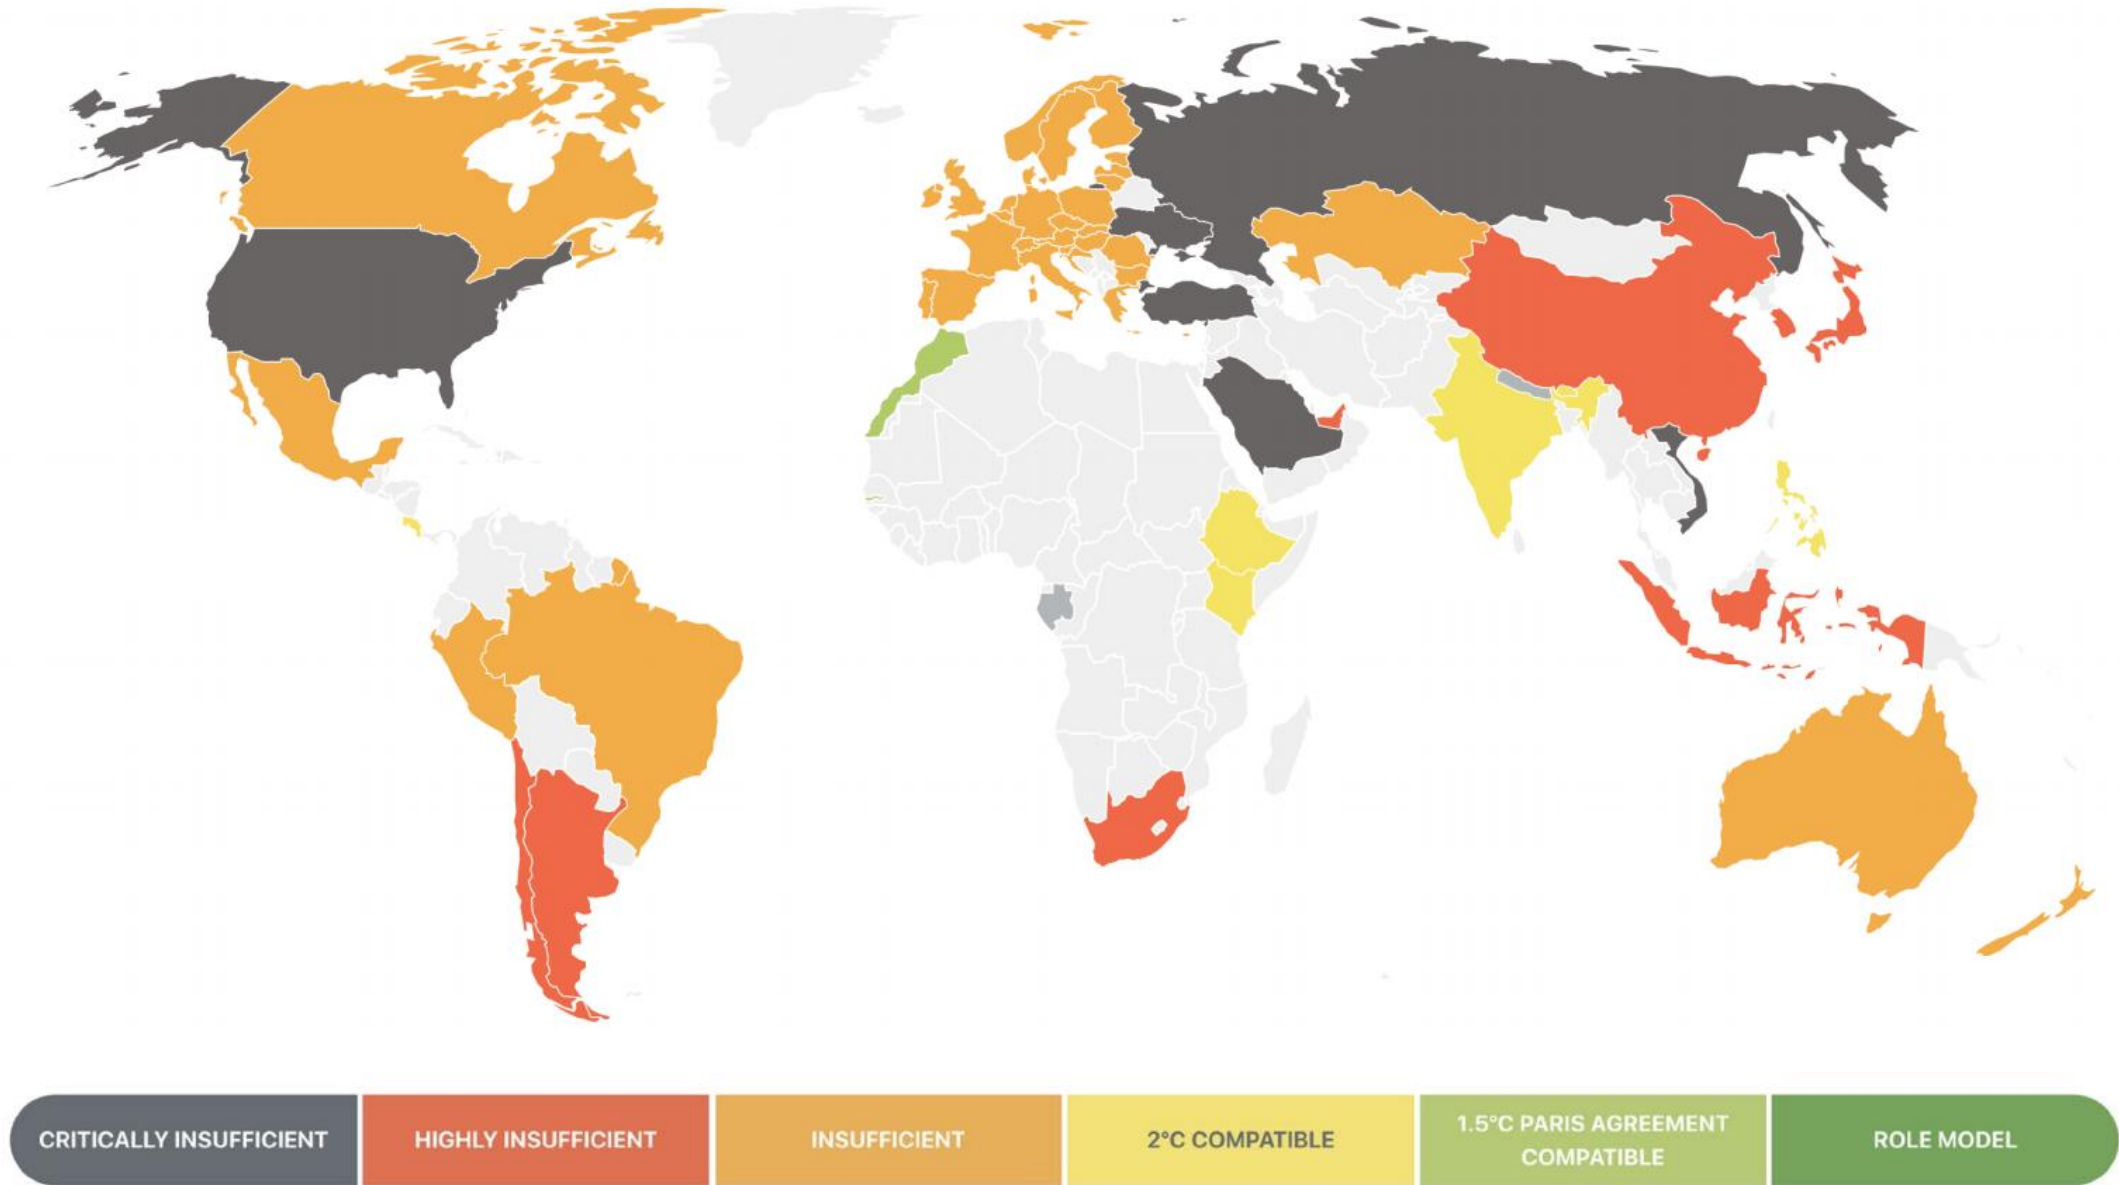 CRITICALLY INSUFFICIENT
HIGHLY INSUFFICIENT
INSUFFICIENT
2°C COMPATIBLE
1.5°C PARIS AGREEMENT
COMPATIBLE
ROLE MODEL